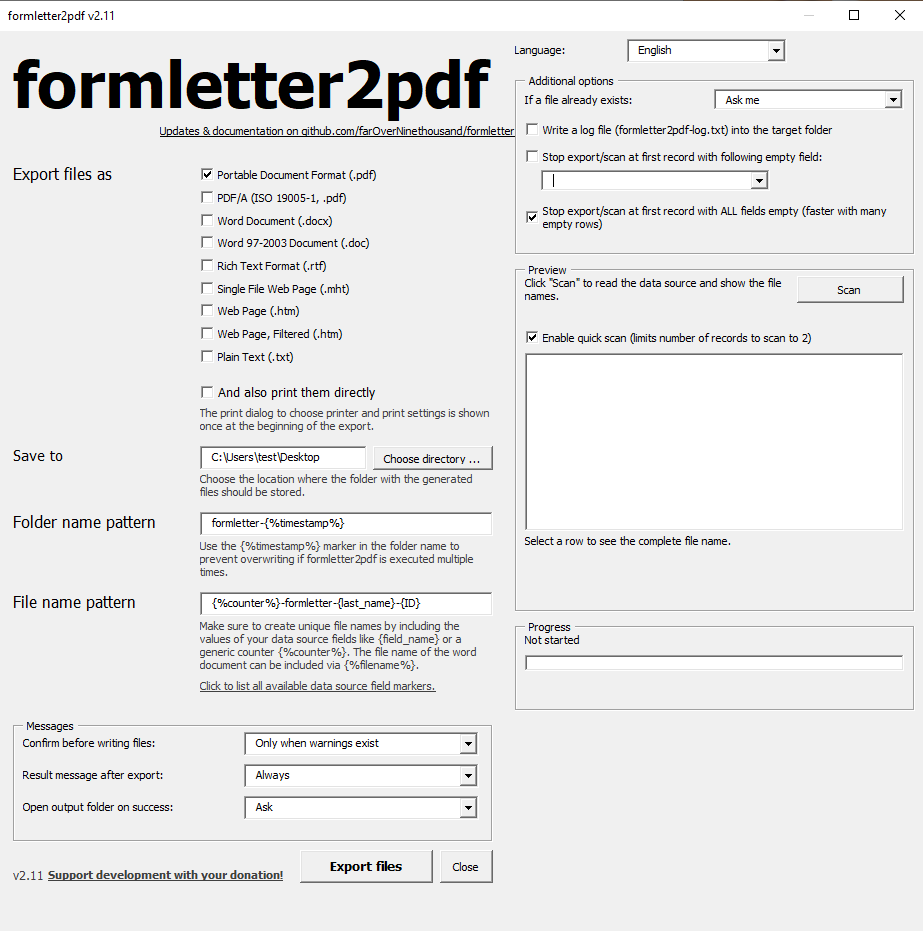 formletter2pdf v2.11
formletter2pdf
Updates & documentation on github.com/farOverNinethousand/formletter
Export files as
Portable Document Format (.pdf)
PDF/A (ISO 19005-1, .pdf)
Word Document (.docx)
Word 97-2003 Document (.doc)
Rich Text Format (.rtf)
Single File Web Page (.mht)
Web Page (.htm)
Web Page, Filtered (.htm)
Plain Text (.txt)
And also print them directly
The print dialog to choose printer and print settings is shown
once at the beginning of the export.
Save to
C:\Users\test\Desktop
Choose directory ...
Choose the location where the folder with the generated
files should be stored.
Folder name pattern
formletter-{%timestamp%}
Use the {%timestamp%} marker in the folder name to
prevent overwriting if formletter2pdf is executed multiple
times.
File name pattern
{%counter%}-formletter-{last_name}-{ID}
Make sure to create unique file names by including the
values of your data source fields like {field_name} or a
generic counter {%counter%}. The file name of the word
document can be included via {%filename%}.
Click to list all available data source field markers.
Messages
Confirm before writing files:
Only when warnings exist
Result message after export:
Always
Open output folder on success:
Ask
v2.11 Support development with your donation!
Export files
Close
Language:
English
Additional options
If a file already exists:
Ask me
Write a log file (formletter2pdf-log.txt) into the target folder
Stop export/scan at first record with following empty field:
Stop export/scan at first record with ALL fields empty (faster with many
empty rows)
Preview
Click "Scan" to read the data source and show the file
names.
Scan
Enable quick scan (limits number of records to scan to 2)
Select a row to see the complete file name.
Progress
Not started